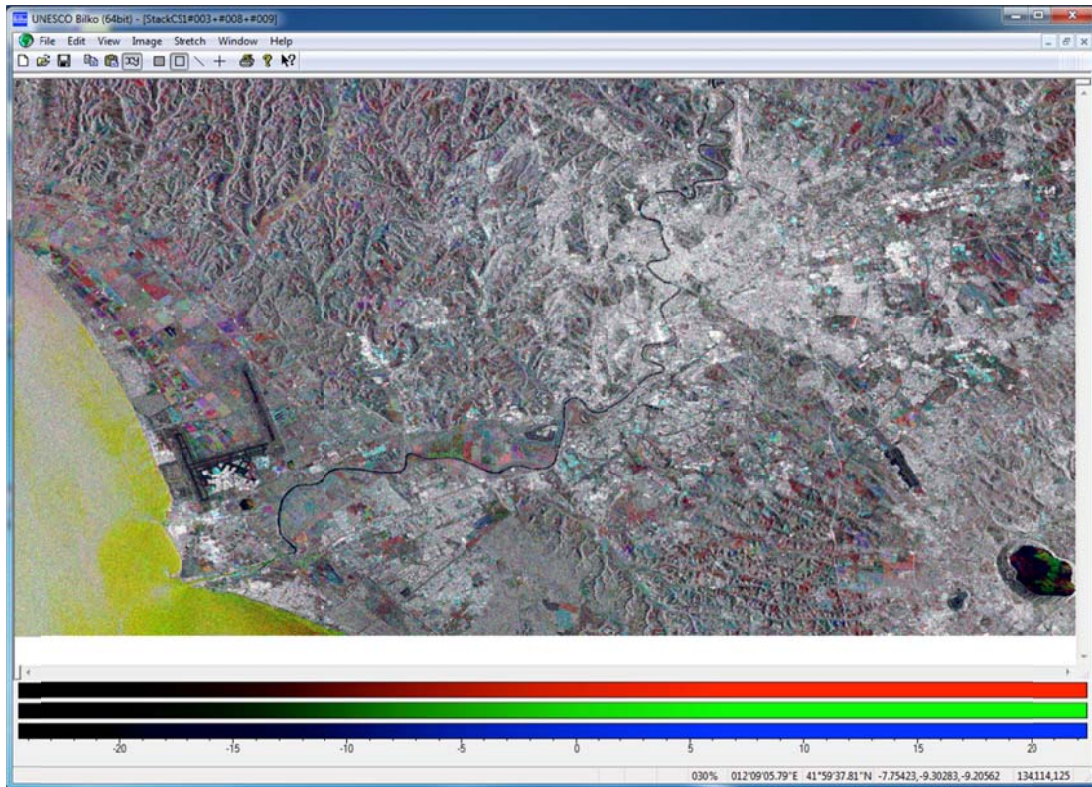 UNESCO Bilko (64bit) - [StackCS1#003+#008+#009]
File Edit View Image Stretch Window Help
-20 -15 -10 -5 0 5 10 15 20
030% 012°09'05.79"E 41°59'37.81"N -7.75423,-9.30283,-9.20562 134114,125